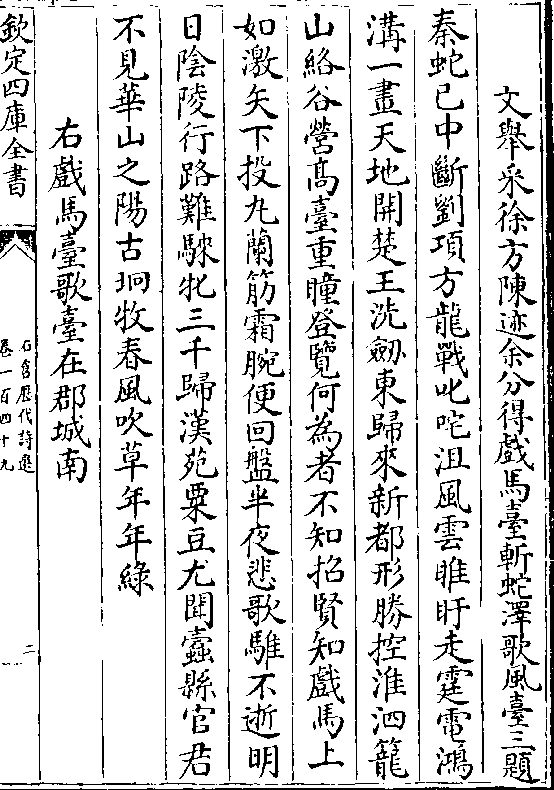 文舉采徐方陳迹余分得戲馬臺斬蛇澤歌風臺三題
秦蛇已中斷劉項方龍戰叱咤沮風雲睢盱走霆電鴻
溝一畫天地開楚王洗劒東歸來新都形勝控淮泗籠
山絡谷營髙臺重瞳登覽何為者不知招賢知戲馬上
如激矢下投丸蘭筋霜腕便回盤半夜悲歌騅不逝明
日陰陵行路難駃牝三千歸漢苑粟豆尤聞蠧縣官君
不見華山之陽古坰牧春風吹草年年綠
右戲馬臺歌臺在郡城南
欽定四庫全書
石倉歷代詩選
卷一百四十九
二